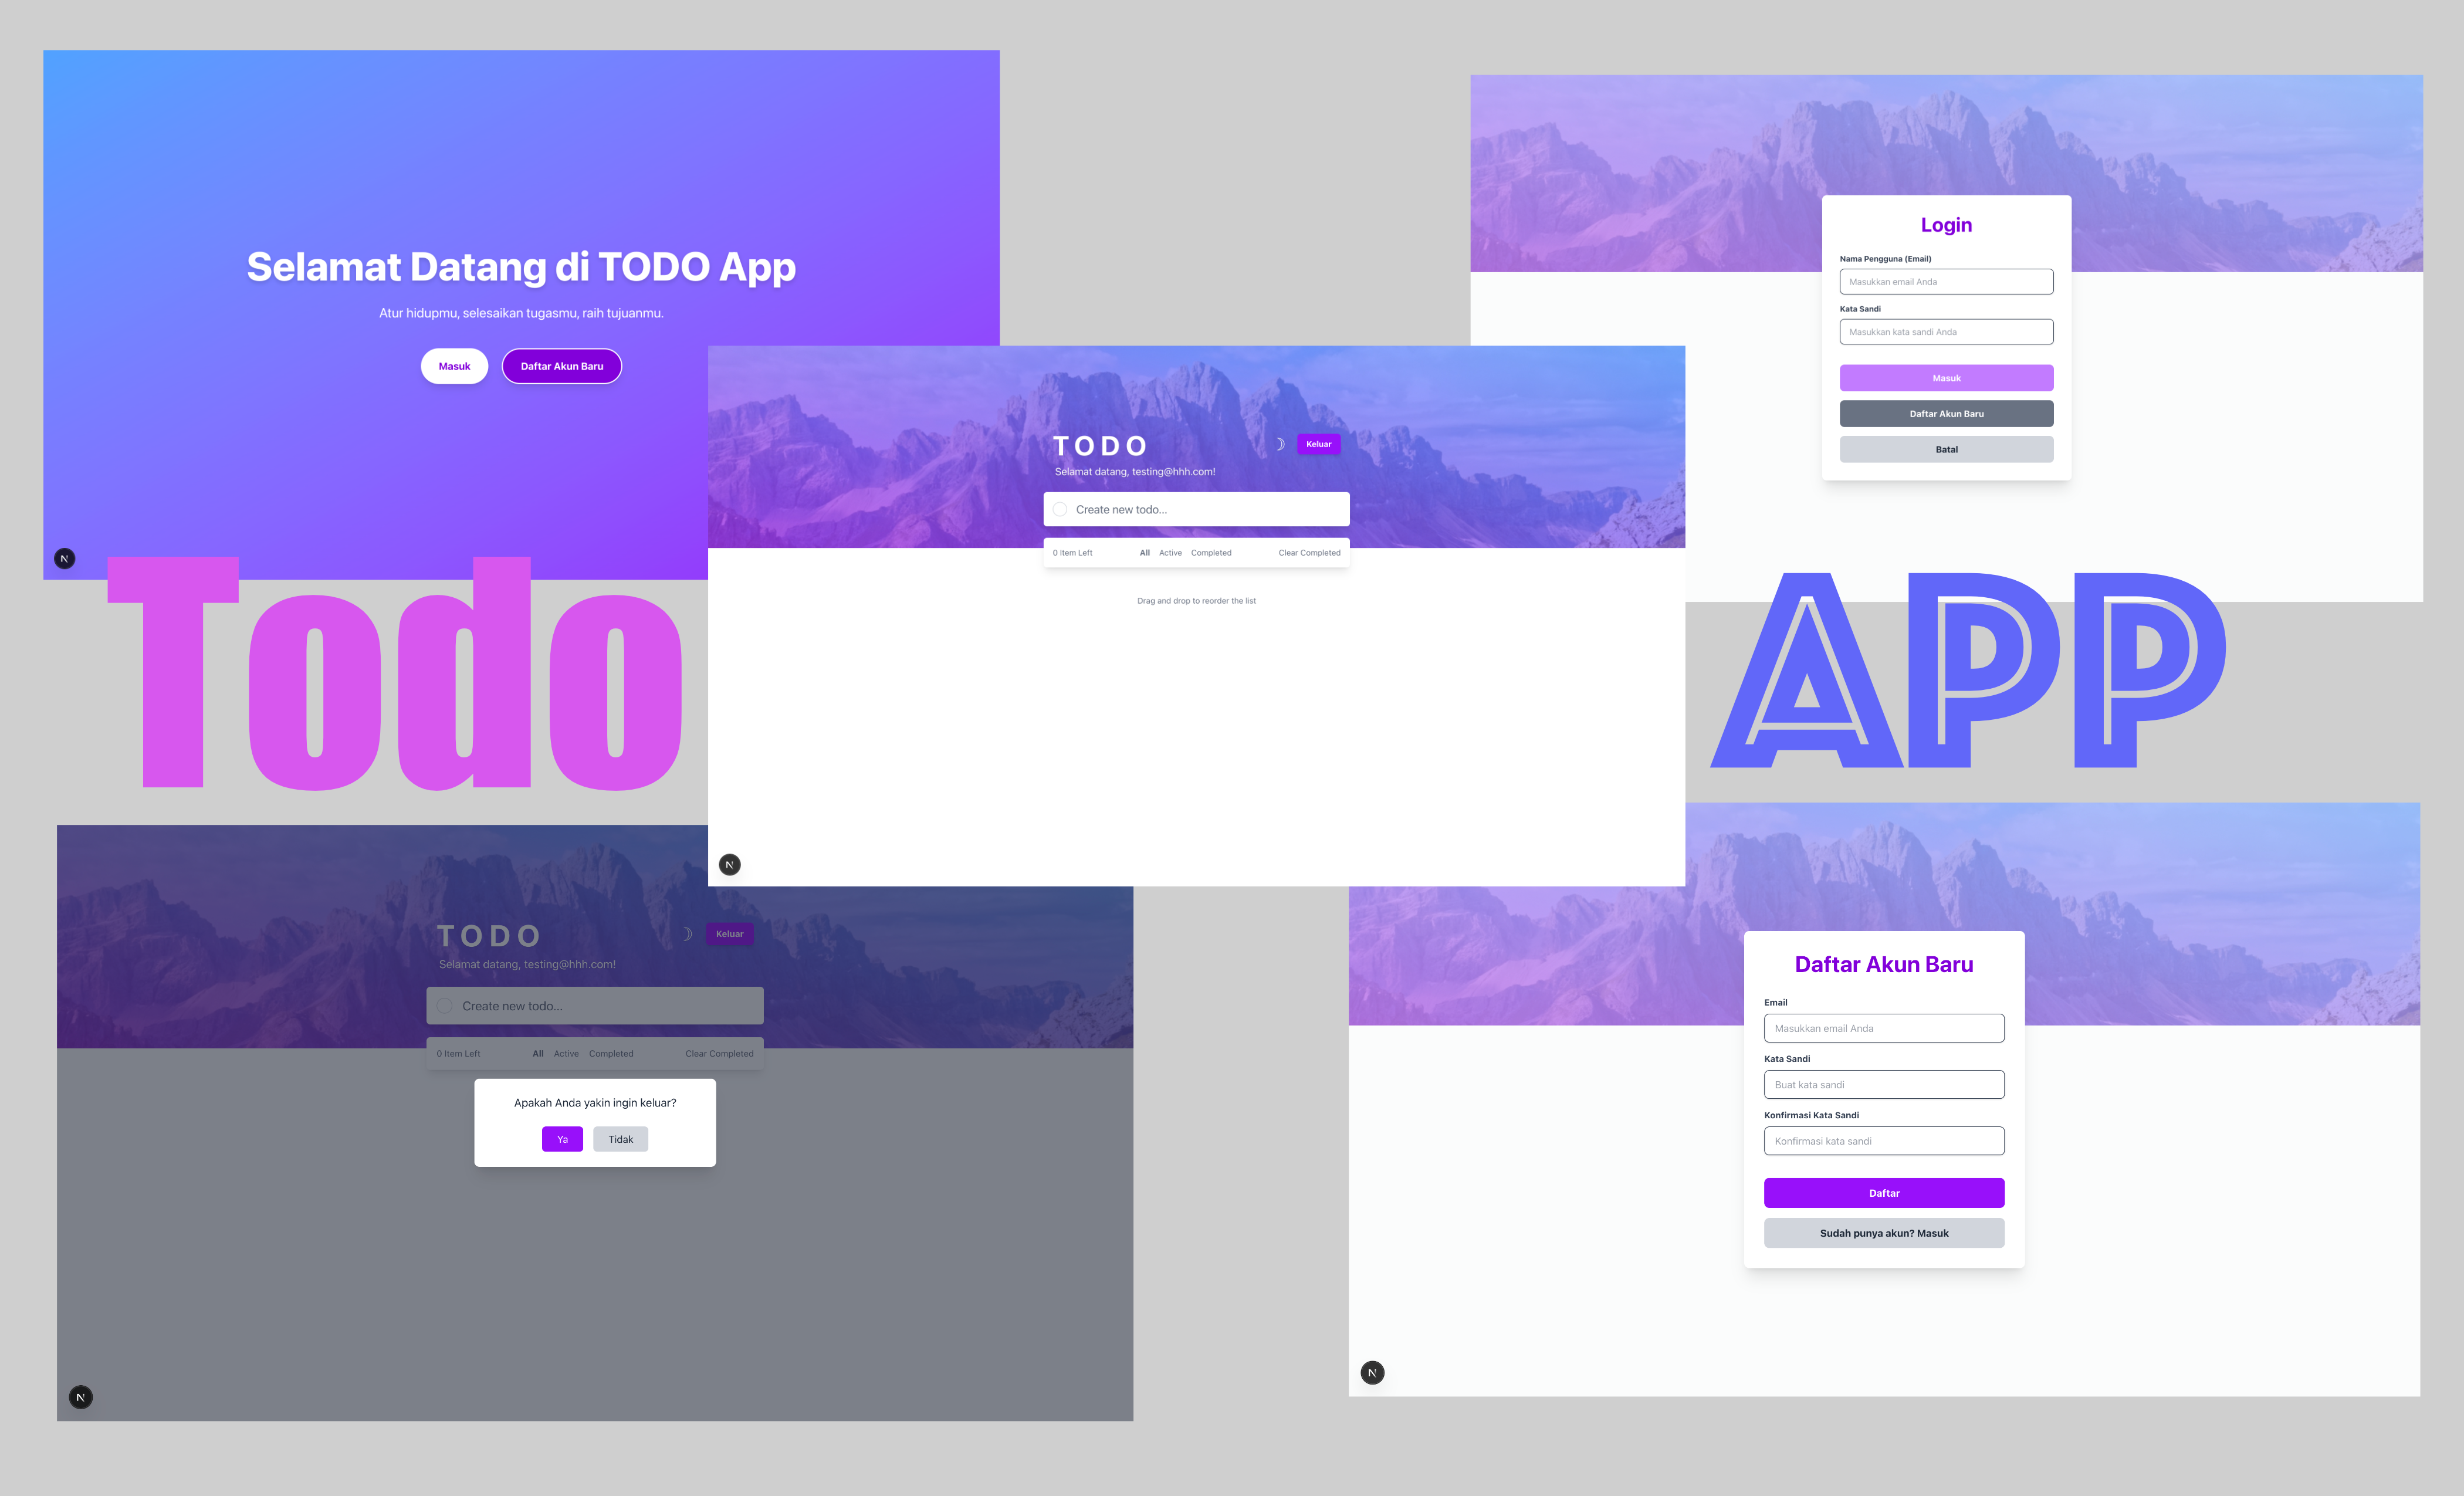 Selamat Datang di TODO App
Atur hidupmu, selesaikan tugasmu, raih tujuanmu.
Masuk
Daftar Akun Baru
N
Login
Nama Pengguna (Email)
Masukkan email Anda
Kata Sandi
Masukkan kata sandi Anda
Masuk
Daftar Akun Baru
Batal
TODO
Keluar
Selamat datang, testing@hhh.com!
Create new todo...
0 Item Left
All
Active
Completed
Clear Completed
Drag and drop to reorder the list
N
Todo
APP
TODO
Keluar
Selamat datang, testing@hhh.com!
Create new todo...
0 Item Left
All
Active
Completed
Clear Completed
Apakah Anda yakin ingin keluar?
Ya
Tidak
N
Daftar Akun Baru
Email
Masukkan email Anda
Kata Sandi
Buat kata sandi
Konfirmasi Kata Sandi
Konfirmasi kata sandi
Daftar
Sudah punya akun? Masuk
N